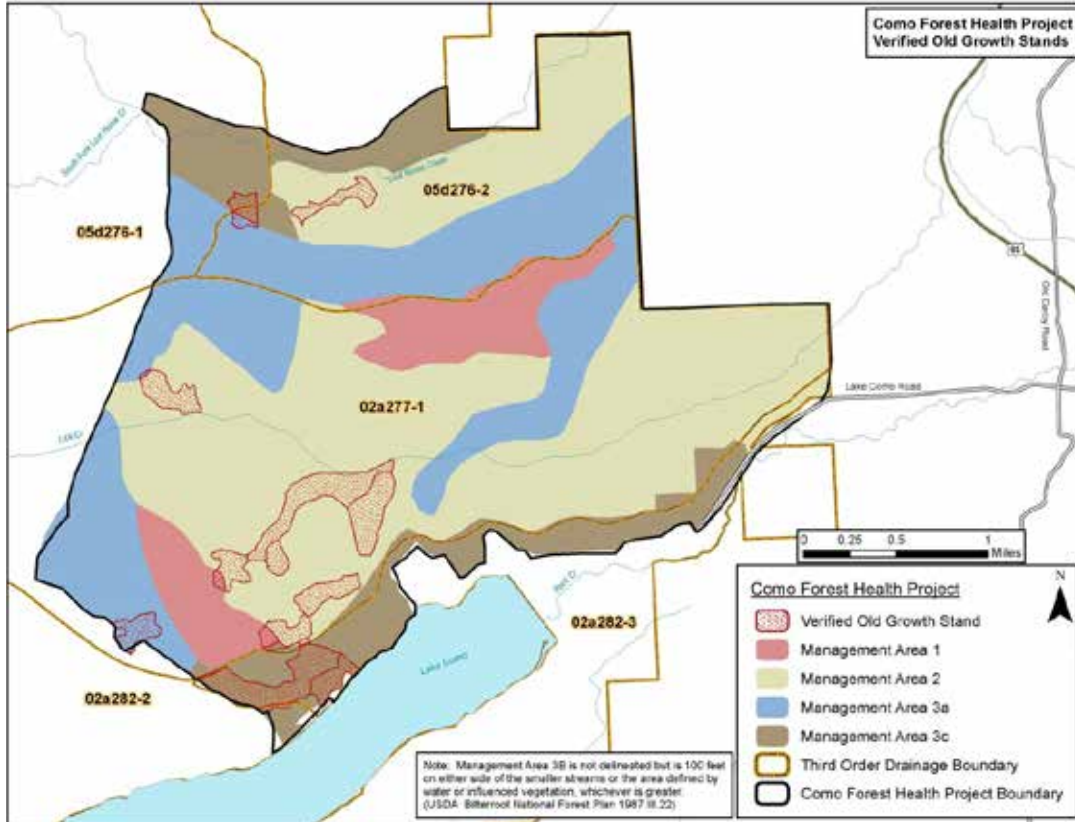 Como Forest Health Project
Verified Old Growth Stands
05d276-2
05d276-1
Old Darby Road
Lake Como Road
02a277-1
0 0.25 0.5 1
Miles
N
02a282-3
Lake Como
02a282-2
Como Forest Health Project
Verified Old Growth Stand
Management Area 1
Management Area 2
Management Area 3a
Management Area 3c
Third Order Drainage Boundary
Como Forest Health Project Boundary
Note: Management Area 3B is not delineated but is 100 feet
on either side of the smaller streams or the area defined by
water or influenced vegetation, whichever is greater.
(USDA Bitterroot National Forest Plan 1987 III.22)